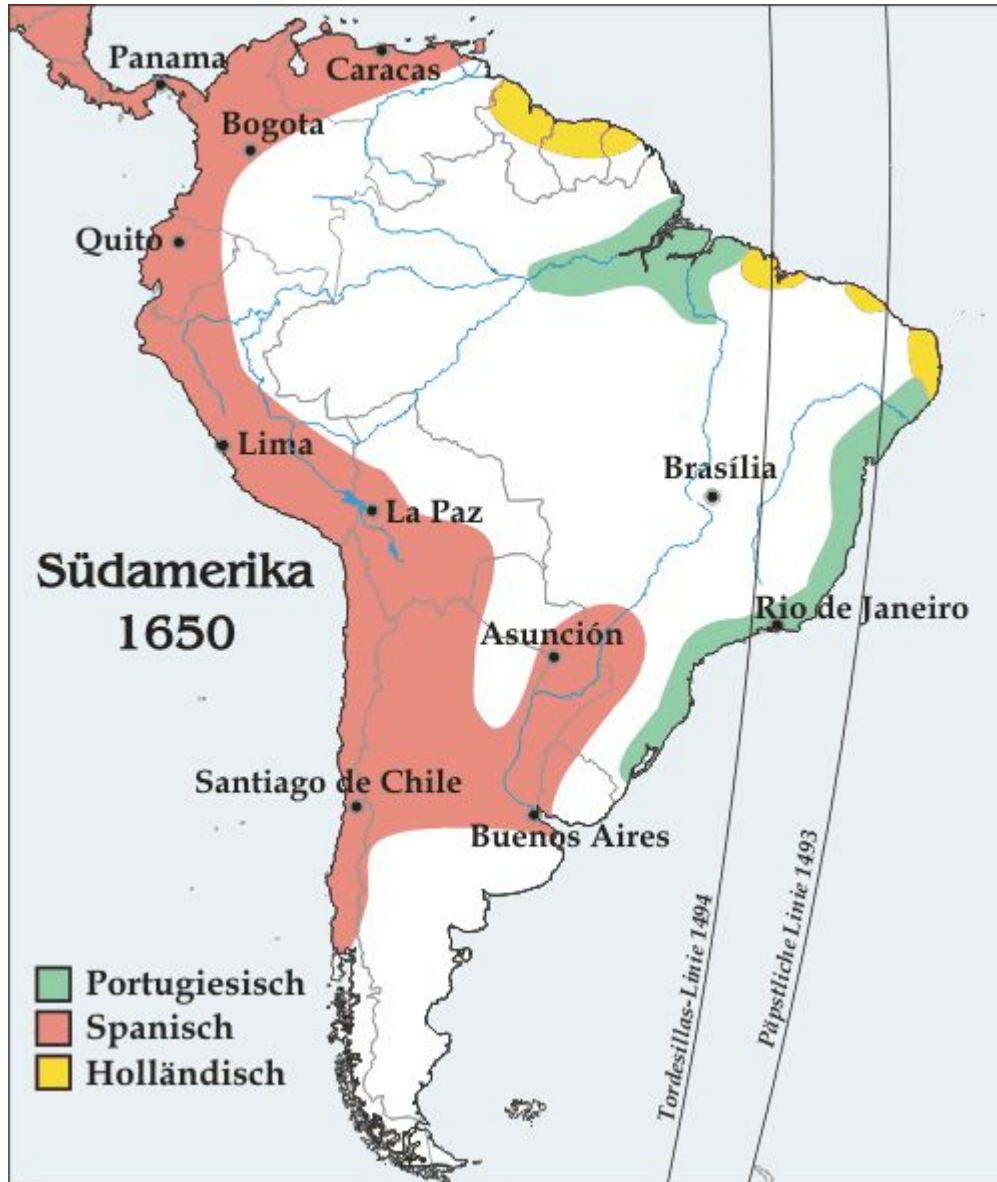 Panama
Caracas
Bogota
Quito
Lima
Brasília
La Paz
Südamerika
1650
Rio de Janeiro
Asunción
Santiago de Chile
Buenos Aires
Tordesillas-Linie 1494
Päpstliche Linie 1493
Portugiesisch
Spanisch
Holländisch